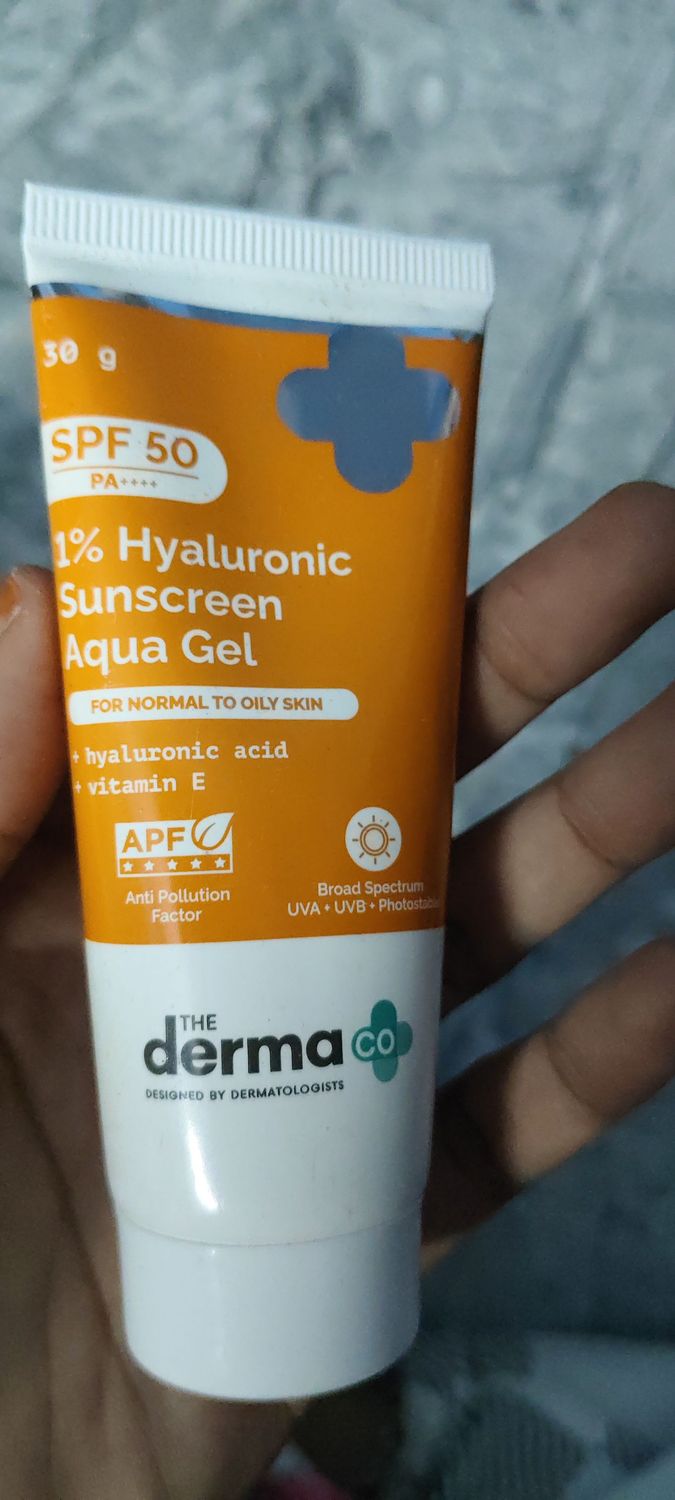 30 g
SPF 50
PA++++
1% Hyaluronic
Sunscreen
Aqua Gel
FOR NORMAL TO OILY SKIN
+ hyaluronic acid
+ vitamin E
APF
Anti Pollution
Factor
Broad Spectrum
UVA + UVB + Photostable
THE
derma co
DESIGNED BY DERMATOLOGISTS